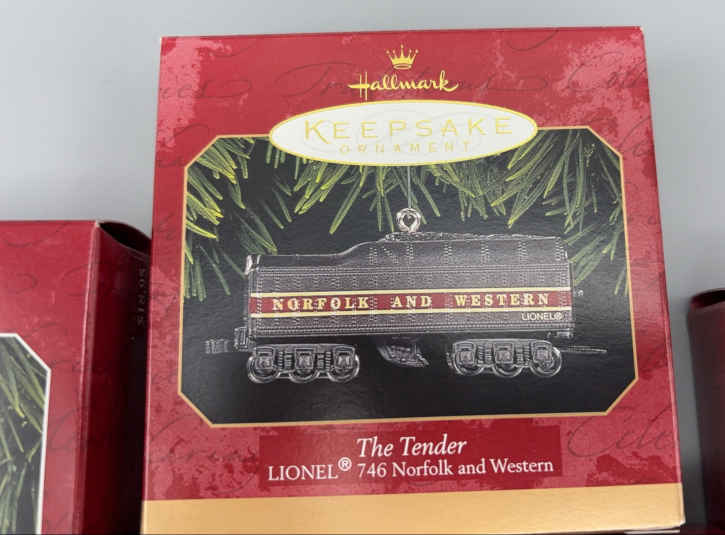 Hallmark
KEEPSAKE
ORNAMENT
NORFOLK AND WESTERN
LIONEL®
The Tender
LIONEL® 746 Norfolk and Western